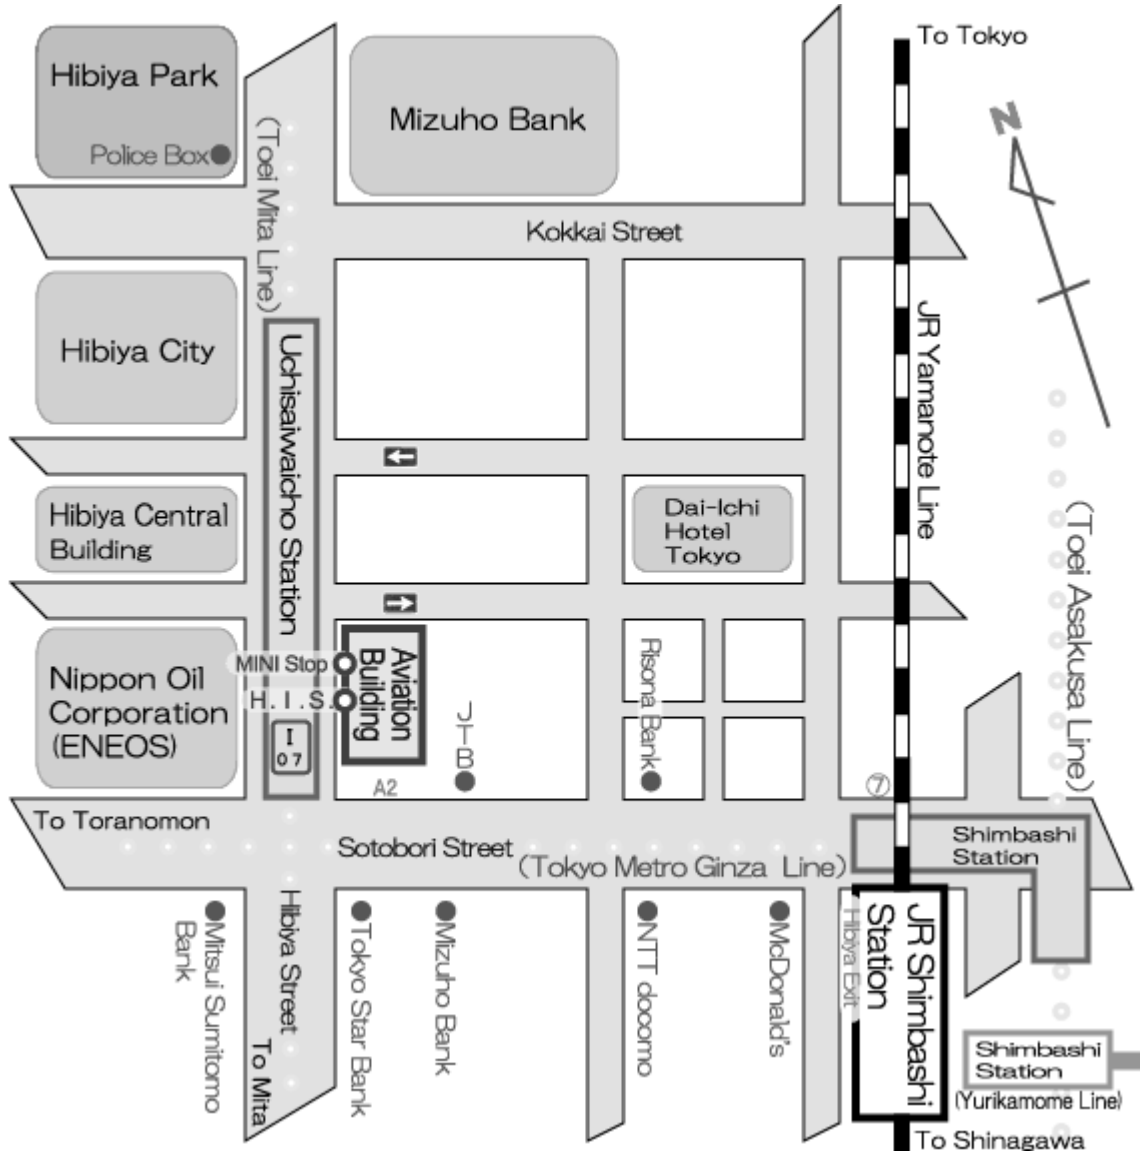 To Tokyo
N
Hibiya Park
Police Box
Mizuho Bank
(Toei Mita Line)
Kokkai Street
Hibiya City
Uchisaiwaicho Station
JR Yamanote Line
Hibiya Central
Building
Dai-Ichi
Hotel
Tokyo
(Toei Asakusa Line)
Nippon Oil
Corporation
(ENEOS)
MINI Stop
H.I.S.
Aviation
Building
I
07
A2
JTB
Risona Bank
⑦
To Toranomon
Sotobori Street
(Tokyo Metro Ginza Line)
Shimbashi
Station
Mitsui Sumitomo
Bank
Hibiya Street
To Mita
Tokyo Star Bank
Mizuho Bank
NTT docomo
McDonald's
Hibiya Exit
JR Shimbashi
Station
Shimbashi
Station
(Yurikamome Line)
To Shinagawa